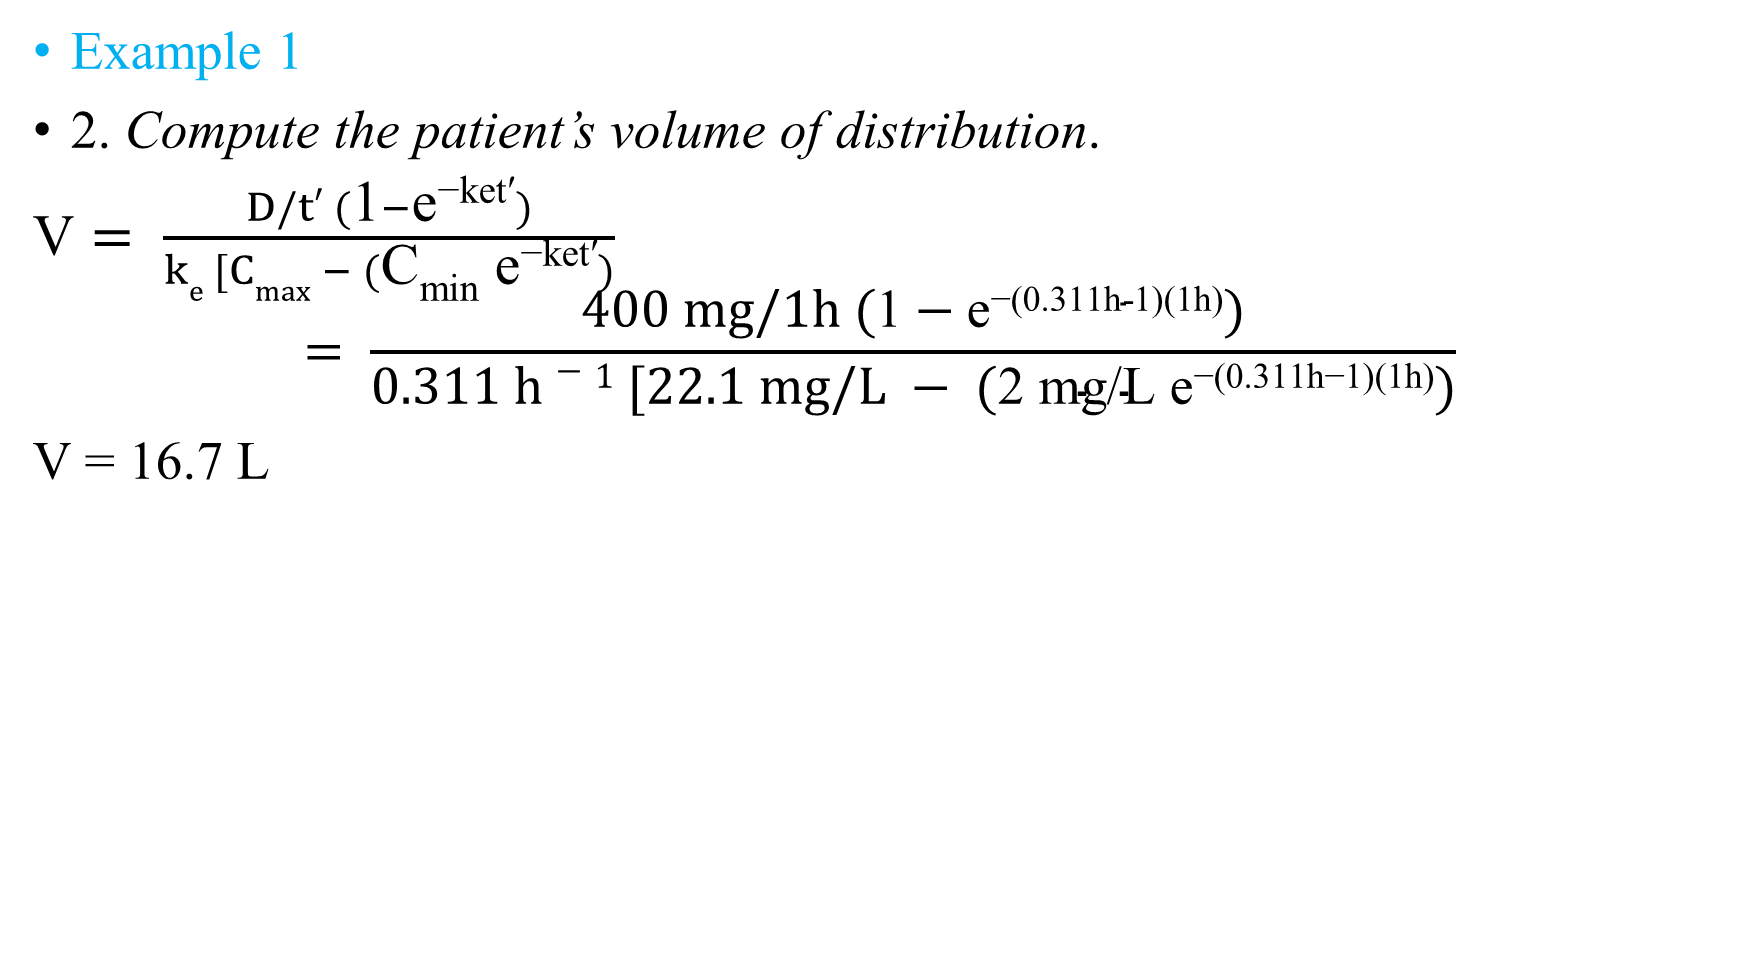 • Example 1
• 2. Compute the patient’s volume of distribution.
V = D/t′ (1−e^−ket′) / k_e [C_max − (C_min e^−ket′)
= 400 mg/1h (1 − e^−(0.311h-1)(1h)) / 0.311 h^−1 [22.1 mg/L − (2 mg/L e^−(0.311h−1)(1h))
V = 16.7 L